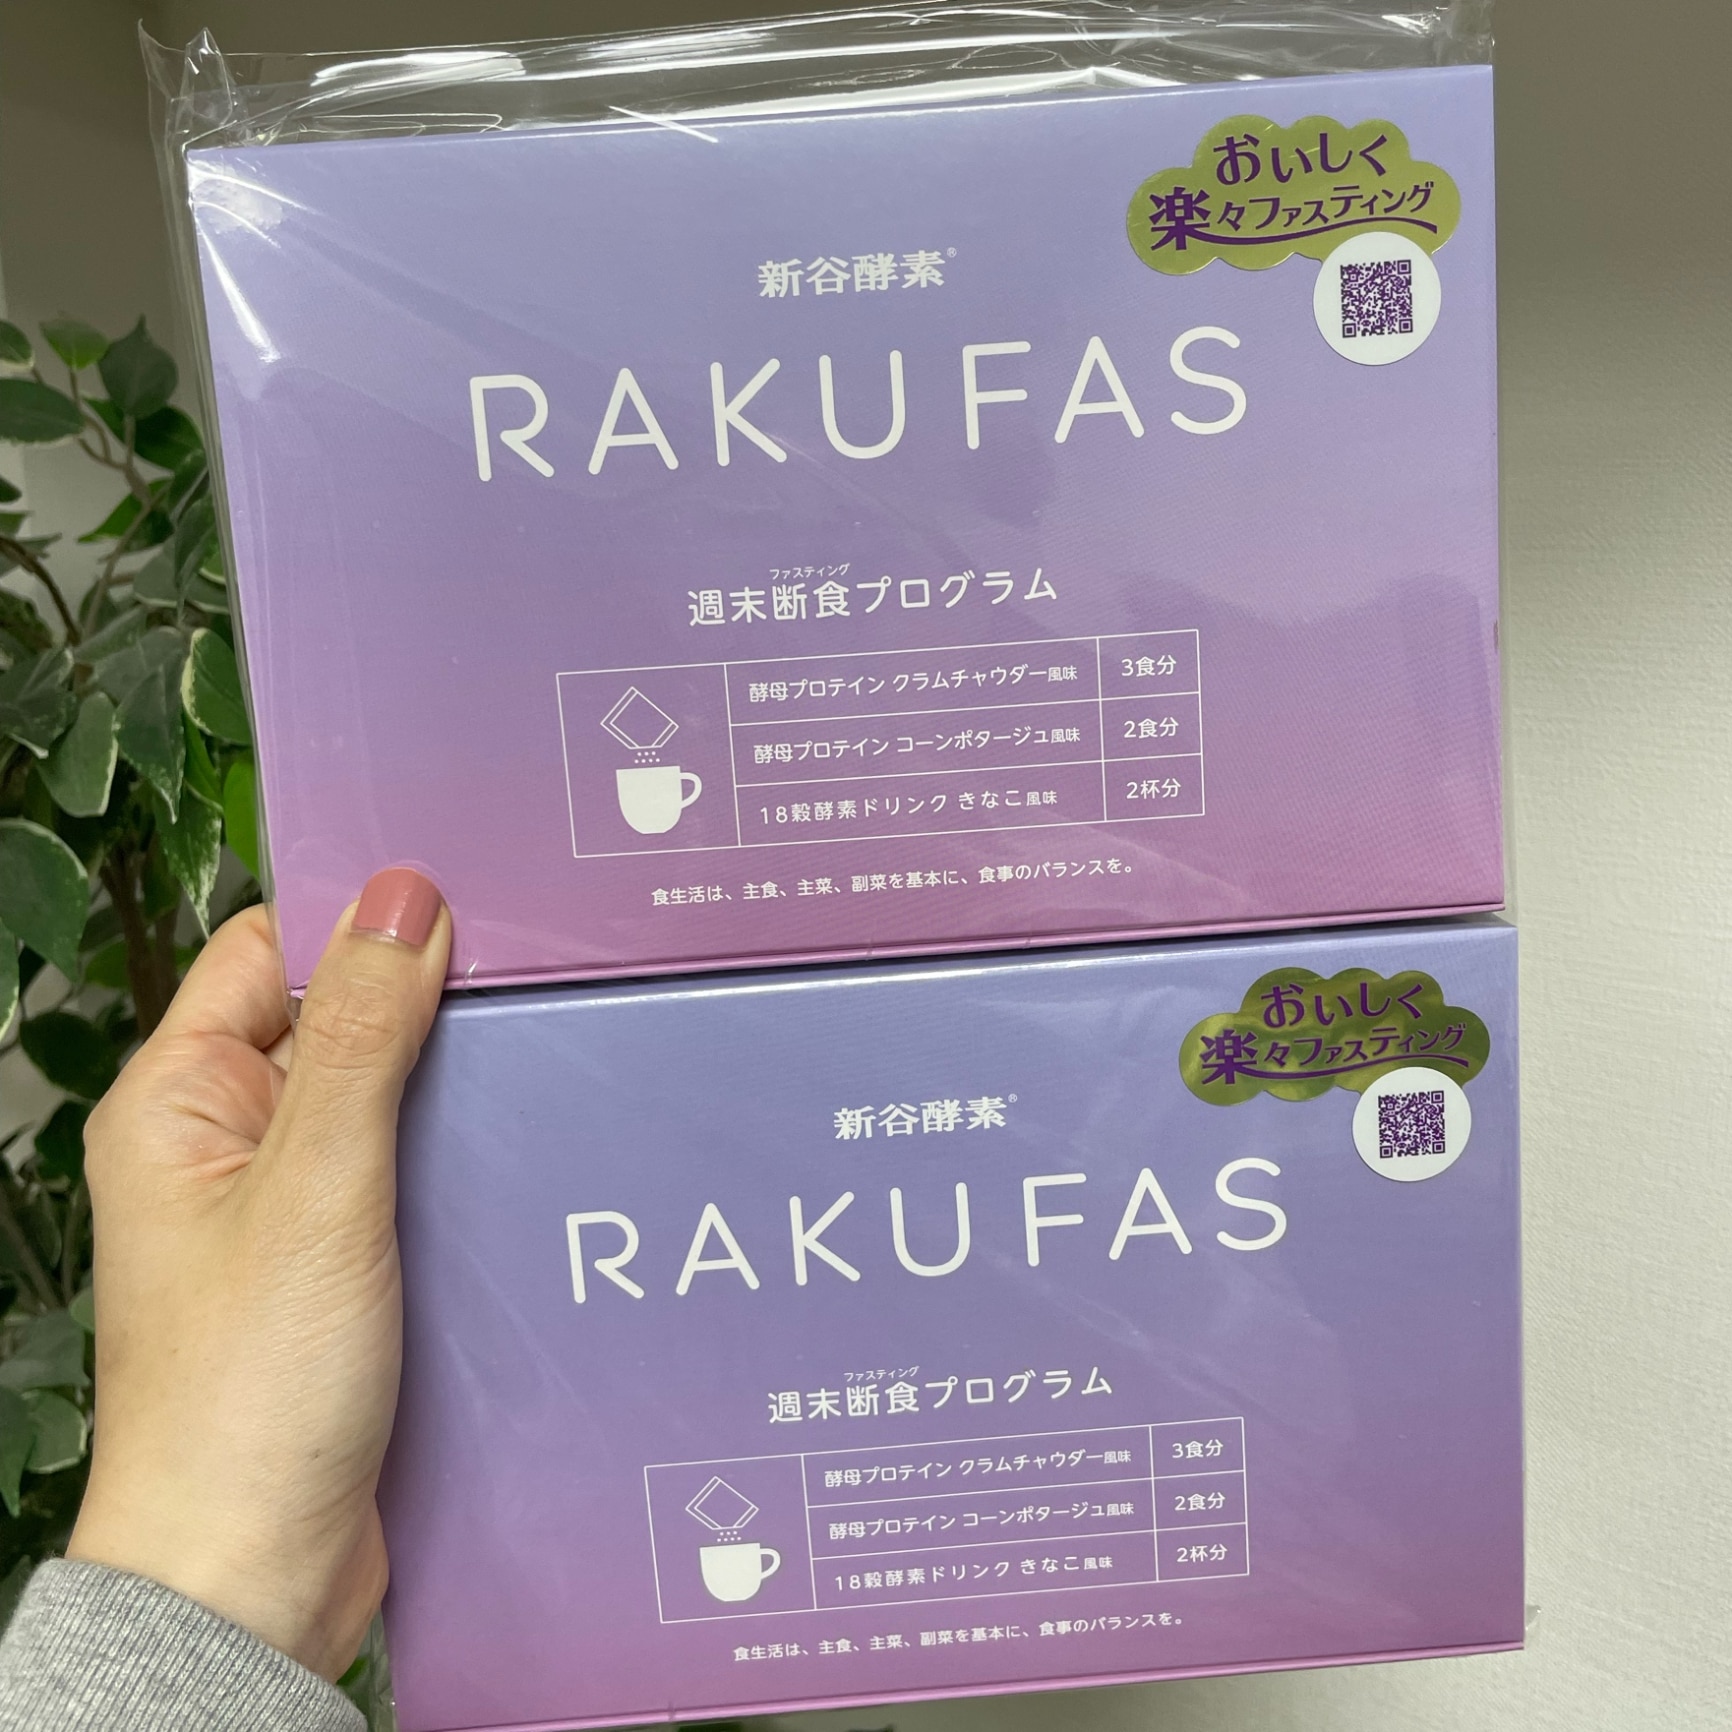 おいしく
楽々ファスティング
新谷酵素®
RAKUFAS
ファスティング
週末断食プログラム
酵母プロテイン クラムチャウダー風味 3食分
酵母プロテイン コーンポタージュ風味 2食分
18穀酵素ドリンク きなこ風味 2杯分
食生活は、主食、主菜、副菜を基本に、食事のバランスを。
おいしく
楽々ファスティング
新谷酵素®
RAKUFAS
ファスティング
週末断食プログラム
酵母プロテイン クラムチャウダー風味 3食分
酵母プロテイン コーンポタージュ風味 2食分
18穀酵素ドリンク きなこ風味 2杯分
食生活は、主食、主菜、副菜を基本に、食事のバランスを。